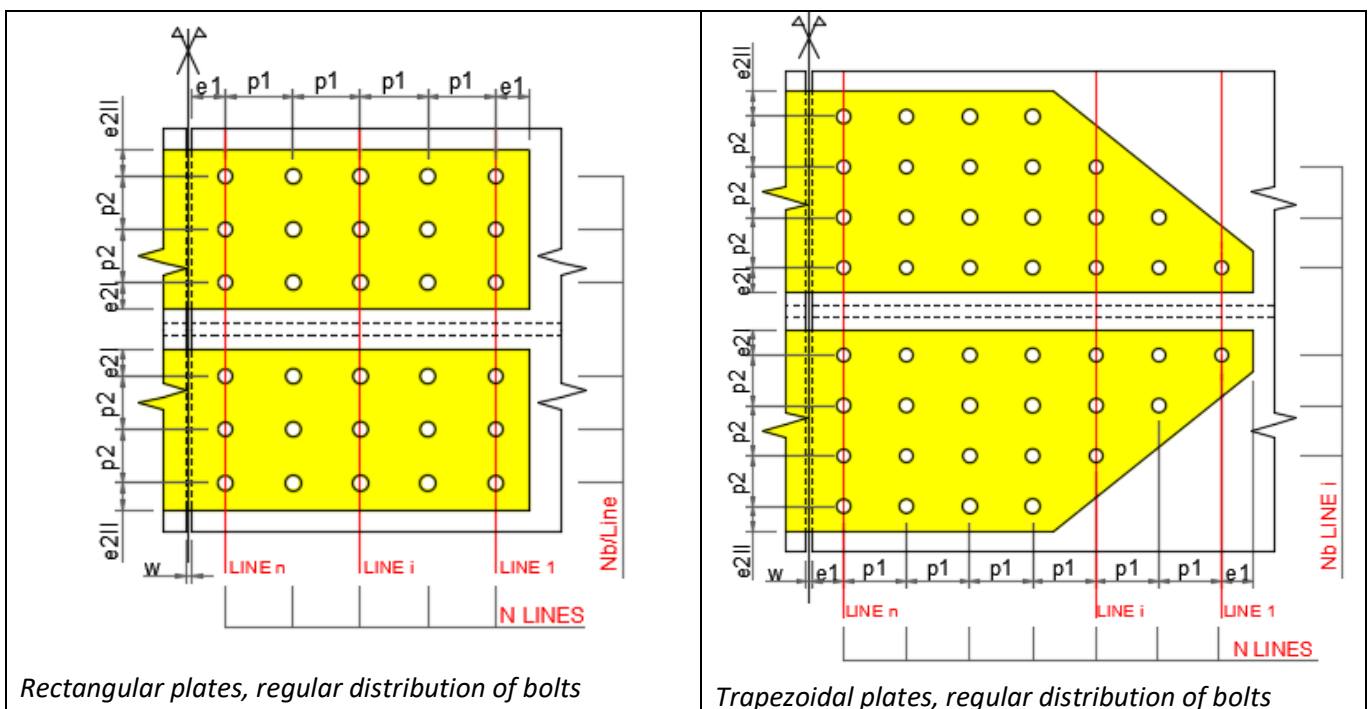 e1 p1 p1 p1 p1 e1
e2II
p2
p2
e2I
e2I
p2
p2
e2II
w
LINE n LINE i LINE 1
N LINES
Nb/Line
Rectangular plates, regular distribution of bolts
e2II
p2
p2
p2
e2I
e2I
p2
p2
p2
e2II
w e1 p1 p1 p1 p1 p1 p1 e1
LINE n LINE i LINE 1
N LINES
Nb LINE i
Trapezoidal plates, regular distribution of bolts